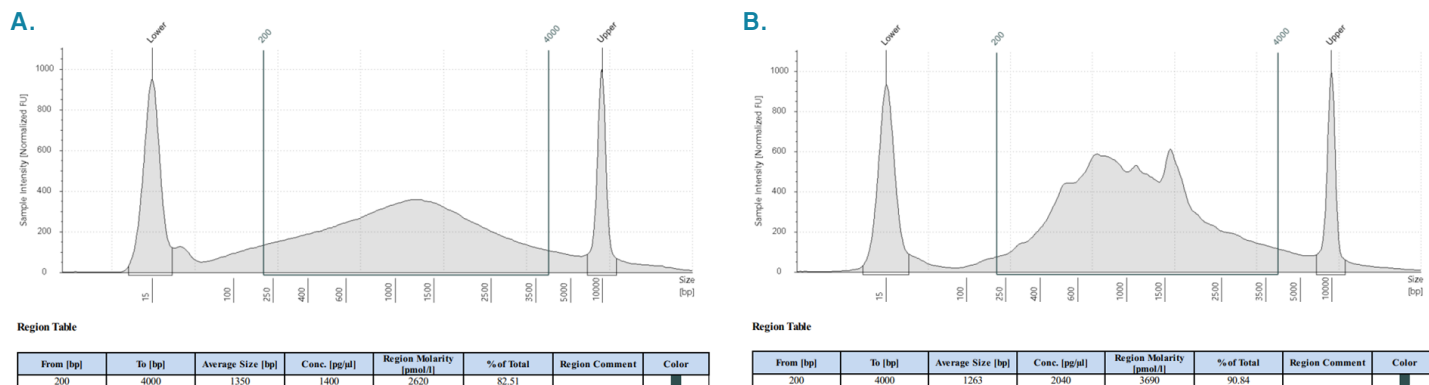 A.
Lower
200
4000
Upper
Sample Intensity [Normalized FU]
1000
800
600
400
200
0
15
100
250
400
600
1000
1500
2500
3500
5000
10000
Size
[bp]
Region Table
From [bp] To [bp] Average Size [bp] Conc. [pg/µl] Region Molarity [pmol/l] % of Total Region Comment Color
200 4000 1350 1400 2620 82.51
B.
Lower
200
4000
Upper
Sample Intensity [Normalized FU]
1000
800
600
400
200
0
15
100
250
400
600
1000
1500
2500
3500
5000
10000
Size
[bp]
Region Table
From [bp] To [bp] Average Size [bp] Conc. [pg/µl] Region Molarity [pmol/l] % of Total Region Comment Color
200 4000 1263 2040 3690 90.84